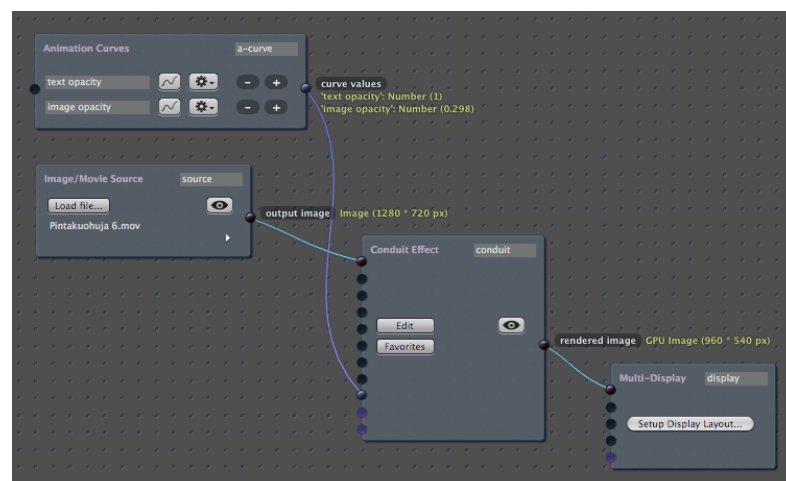 Animation Curves
a-curve
text opacity
-
+
image opacity
-
+
curve values
'text opacity': Number (1)
'image opacity': Number (0.298)
Image/Movie Source
source
Load file...
Pintakuohuja 6.mov
output image
Image (1280 * 720 px)
Conduit Effect
conduit
Edit
Favorites
rendered image
GPU Image (960 * 540 px)
Multi-Display
display
Setup Display Layout...